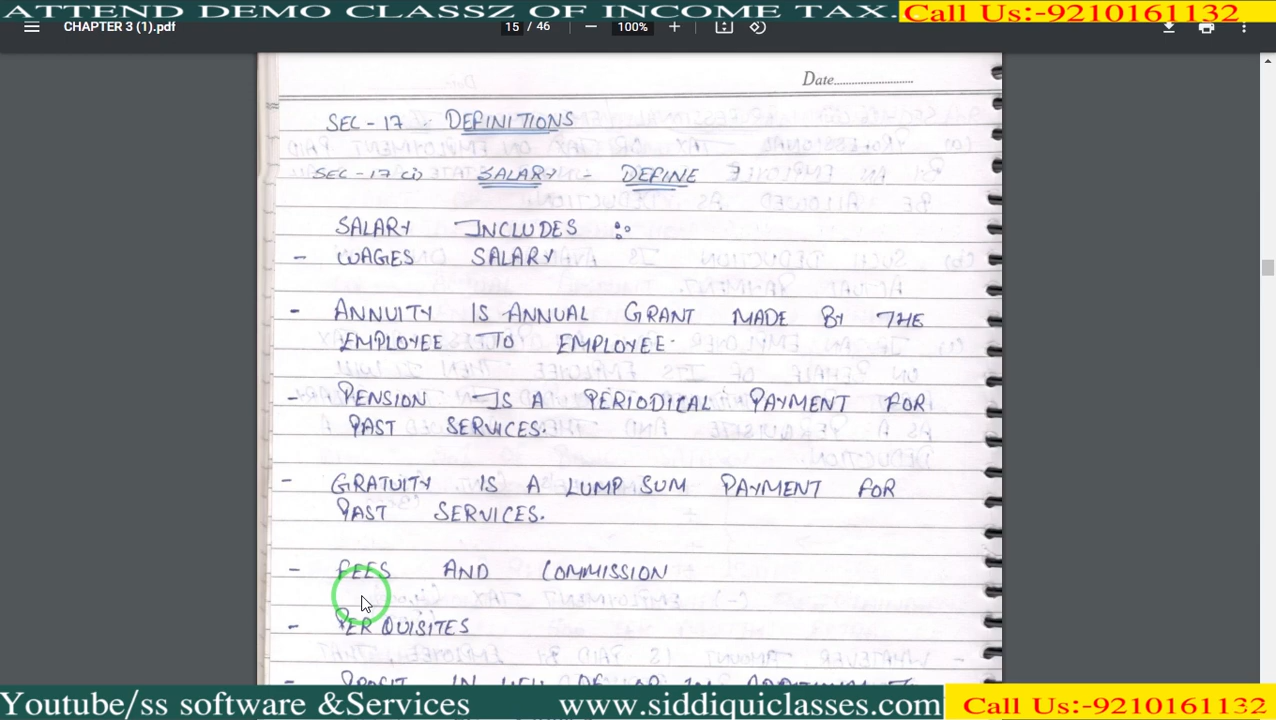 ATTEND DEMO CLASSZ OF INCOME TAX.
Call Us:-9210161132
CHAPTER 3 (1).pdf
15 / 46
100%
Date
SEC-17 DEFINITIONS
SEC-17(i) SALARY - DEFINE
SALARY INCLUDES :
- WAGES SALARY
- ANNUITY IS ANNUAL GRANT MADE BY THE
EMPLOYEE TO EMPLOYEE.
- PENSION IS A PERIODICAL PAYMENT FOR
PAST SERVICES.
- GRATUITY IS A LUMP SUM PAYMENT FOR
PAST SERVICES.
- FEES AND COMMISSION
- PERQUISITES
Youtube/ss software &Services
www.siddiquiclasses.com
Call Us:-9210161132